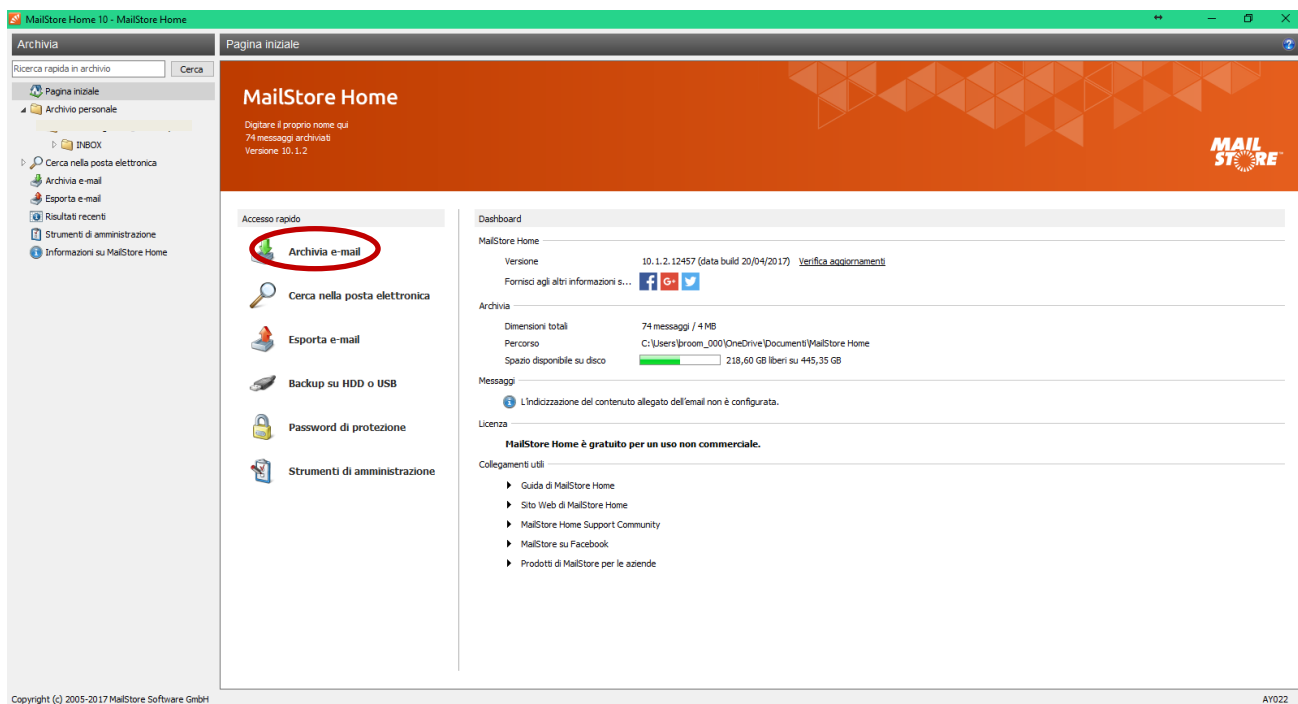 MailStore Home 10 - MailStore Home
Archivia
Ricerca rapida in archivio
Cerca
Pagina iniziale
Archivio personale
INBOX
Cerca nella posta elettronica
Archivia e-mail
Esporta e-mail
Risultati recenti
Strumenti di amministrazione
Informazioni su MailStore Home
Pagina iniziale
MailStore Home
Digitare il proprio nome qui
74 messaggi archiviati
Versione 10.1.2
MAIL
STORE
Accesso rapido
Archivia e-mail
Cerca nella posta elettronica
Esporta e-mail
Backup su HDD o USB
Password di protezione
Strumenti di amministrazione
Dashboard
MailStore Home
Versione 10.1.2.12457 (data build 20/04/2017) Verifica aggiornamenti
Fornisci agli altri informazioni s... f G+
Archivia
Dimensioni totali 74 messaggi / 4 MB
Percorso C:\Users\broom_000\OneDrive\Documenti\MailStore Home
Spazio disponibile su disco 218,60 GB liberi su 445,35 GB
Messaggi
L'indicizzazione del contenuto allegato dell'email non è configurata.
Licenza
MailStore Home è gratuito per un uso non commerciale.
Collegamenti utili
Guida di MailStore Home
Sito Web di MailStore Home
MailStore Home Support Community
MailStore su Facebook
Prodotti di MailStore per le aziende
Copyright (c) 2005-2017 MailStore Software GmbH
AY022